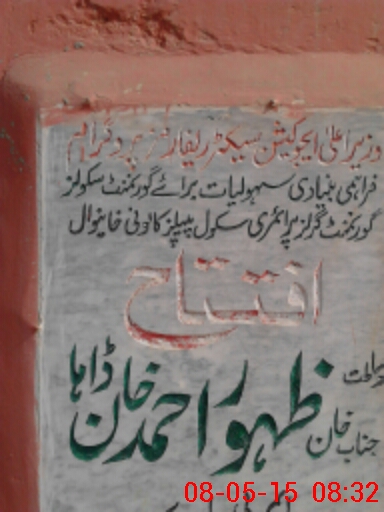 وزیر اعلیٰ ایجوکیشن سیکٹر ریفارمز پروگرام
فراہمی بنیادی سہولیات برائے گورنمنٹ سکولز
گورنمنٹ گرلز پرائمری سکول پیپلز کالونی خانیوال
افتتاح
جناب خان ظہور احمد خان ڈاہا
08-05-15 08:32